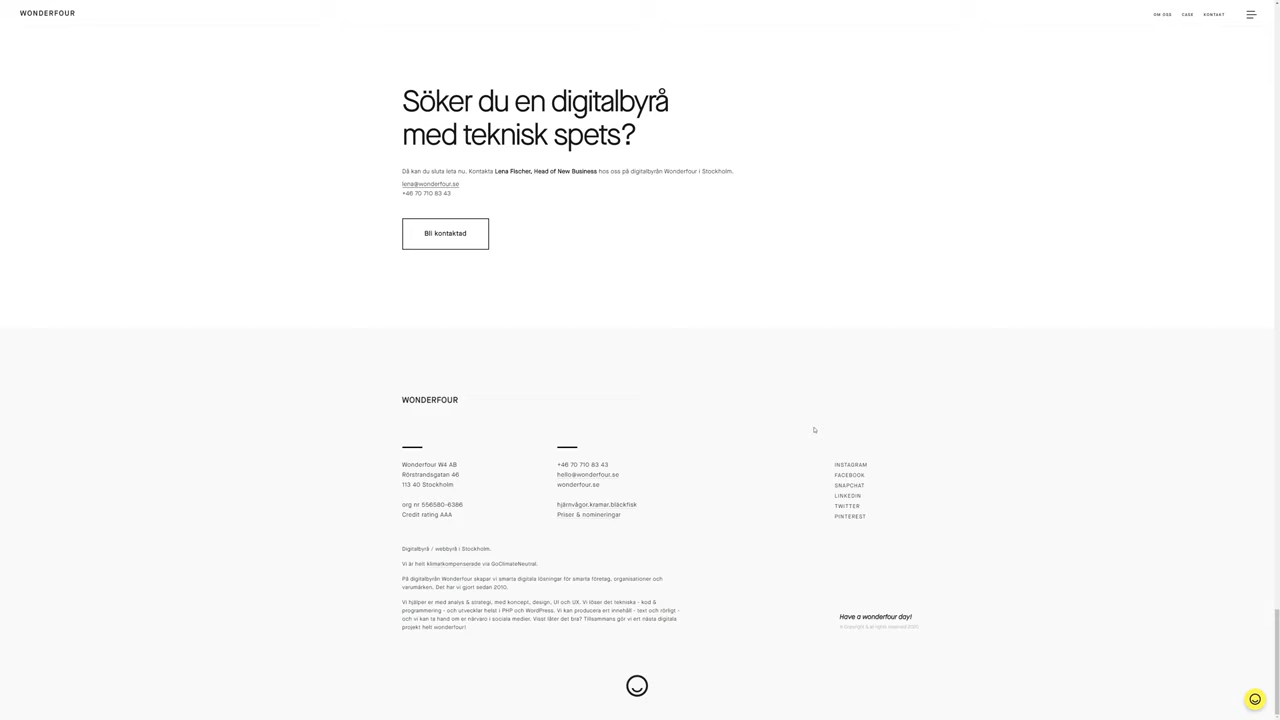 WONDERFOUR
OM OSS CASE KONTAKT
Söker du en digitalbyrå
med teknisk spets?
Då kan du sluta leta nu. Kontakta Lena Fischer, Head of New Business hos oss på digitalbyrån Wonderfour i Stockholm.
lena@wonderfour.se
+46 70 710 83 43
Bli kontaktad
WONDERFOUR
Wonderfour W4 AB
Rörstrandsgatan 46
113 40 Stockholm
org nr 556580-6386
Credit rating AAA
+46 70 710 83 43
hello@wonderfour.se
wonderfour.se
hjärnvågor.kramar.bläckfisk
Priser & nomineringar
INSTAGRAM
FACEBOOK
SNAPCHAT
LINKEDIN
TWITTER
PINTEREST
Digitalbyrå / webbyrå i Stockholm.
Vi är helt klimatkompenserade via GoClimateNeutral.
På digitalbyrån Wonderfour skapar vi smarta digitala lösningar för smarta företag, organisationer och
varumärken. Det har vi gjort sedan 2010.
Vi hjälper er med analys & strategi, med koncept, design, UI och UX. Vi löser det tekniska - kod &
programmering - och utvecklar helst i PHP och WordPress. Vi kan producera ert innehåll - text och rörligt -
och vi kan ta hand om er närvaro i sociala medier. Visst låter det bra? Tillsammans gör vi ert nästa digitala
projekt helt wonderfour!
Have a wonderfour day!
© Copyright & all rights reserved